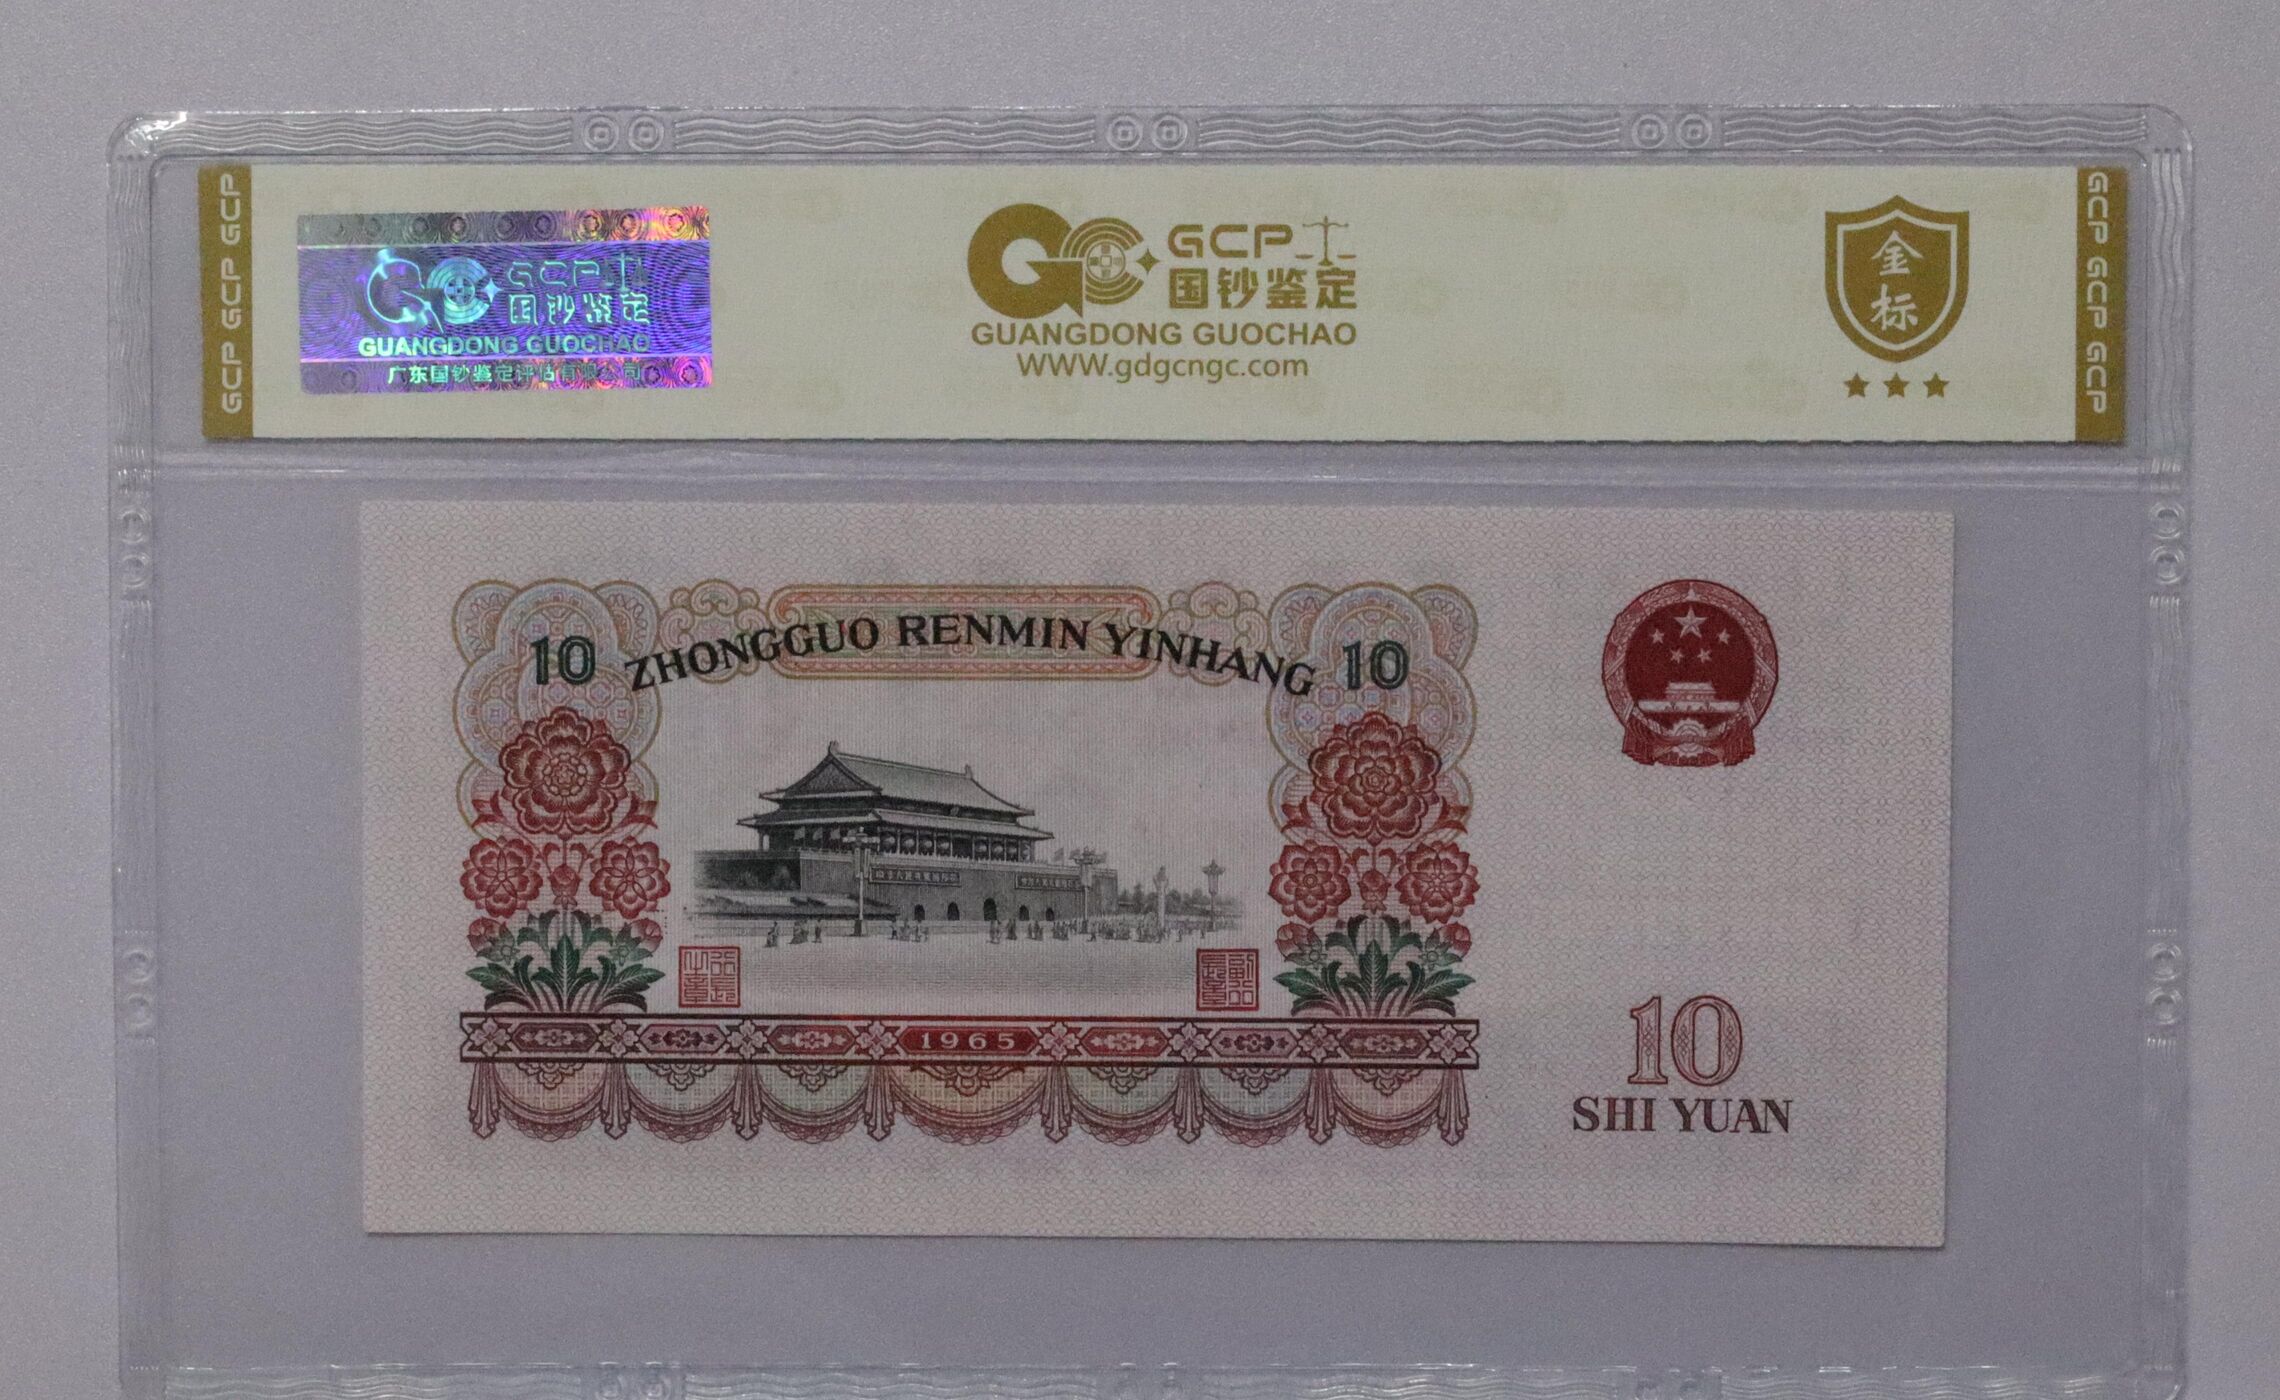 GCP GCP GCP
GCP
国钞鉴定
GUANGDONG GUOCHAO
广东国钞鉴定评估有限公司
GCP
国钞鉴定
GUANGDONG GUOCHAO
WWW.gdgcngc.com
金标
GCP GCP GCP
10 ZHONGGUO RENMIN YINHANG 10
1965
10
SHI YUAN